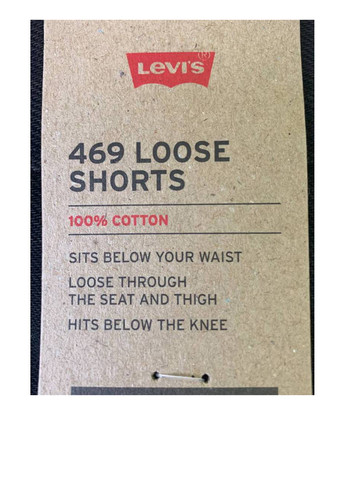 LEVI'S®
469 LOOSE
SHORTS
100% COTTON
SITS BELOW YOUR WAIST
LOOSE THROUGH
THE SEAT AND THIGH
HITS BELOW THE KNEE